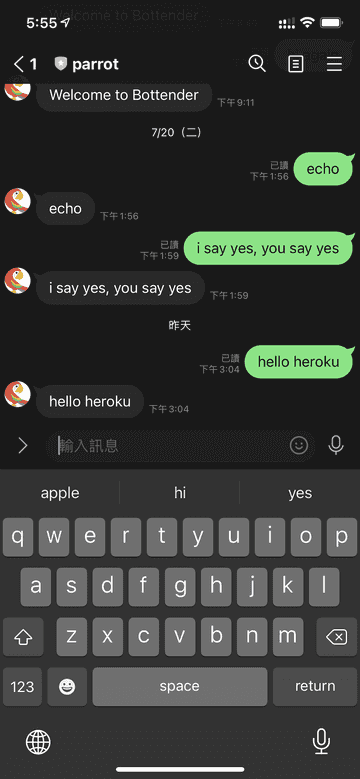 5:55
1 parrot
Welcome to Bottender
下午9:11
7/20（二）
已讀
下午1:56
echo
echo
下午1:56
已讀
下午1:59
i say yes, you say yes
i say yes, you say yes
下午1:59
昨天
已讀
下午3:04
hello heroku
hello heroku
下午3:04
輸入訊息
apple hi yes
q w e r t y u i o p
a s d f g h j k l
z x c v b n m
123 space return